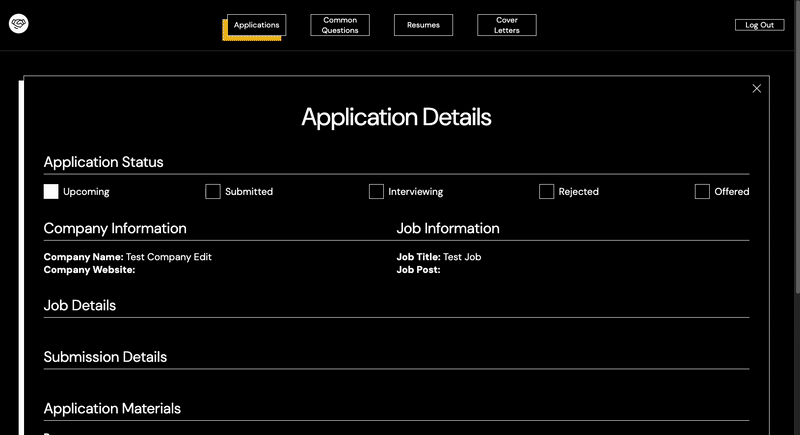 Applications
Common
Questions
Resumes
Cover
Letters
Log Out
Application Details
Application Status
Upcoming
Submitted
Interviewing
Rejected
Offered
Company Information
Job Information
Company Name: Test Company Edit
Company Website:
Job Title: Test Job
Job Post:
Job Details
Submission Details
Application Materials